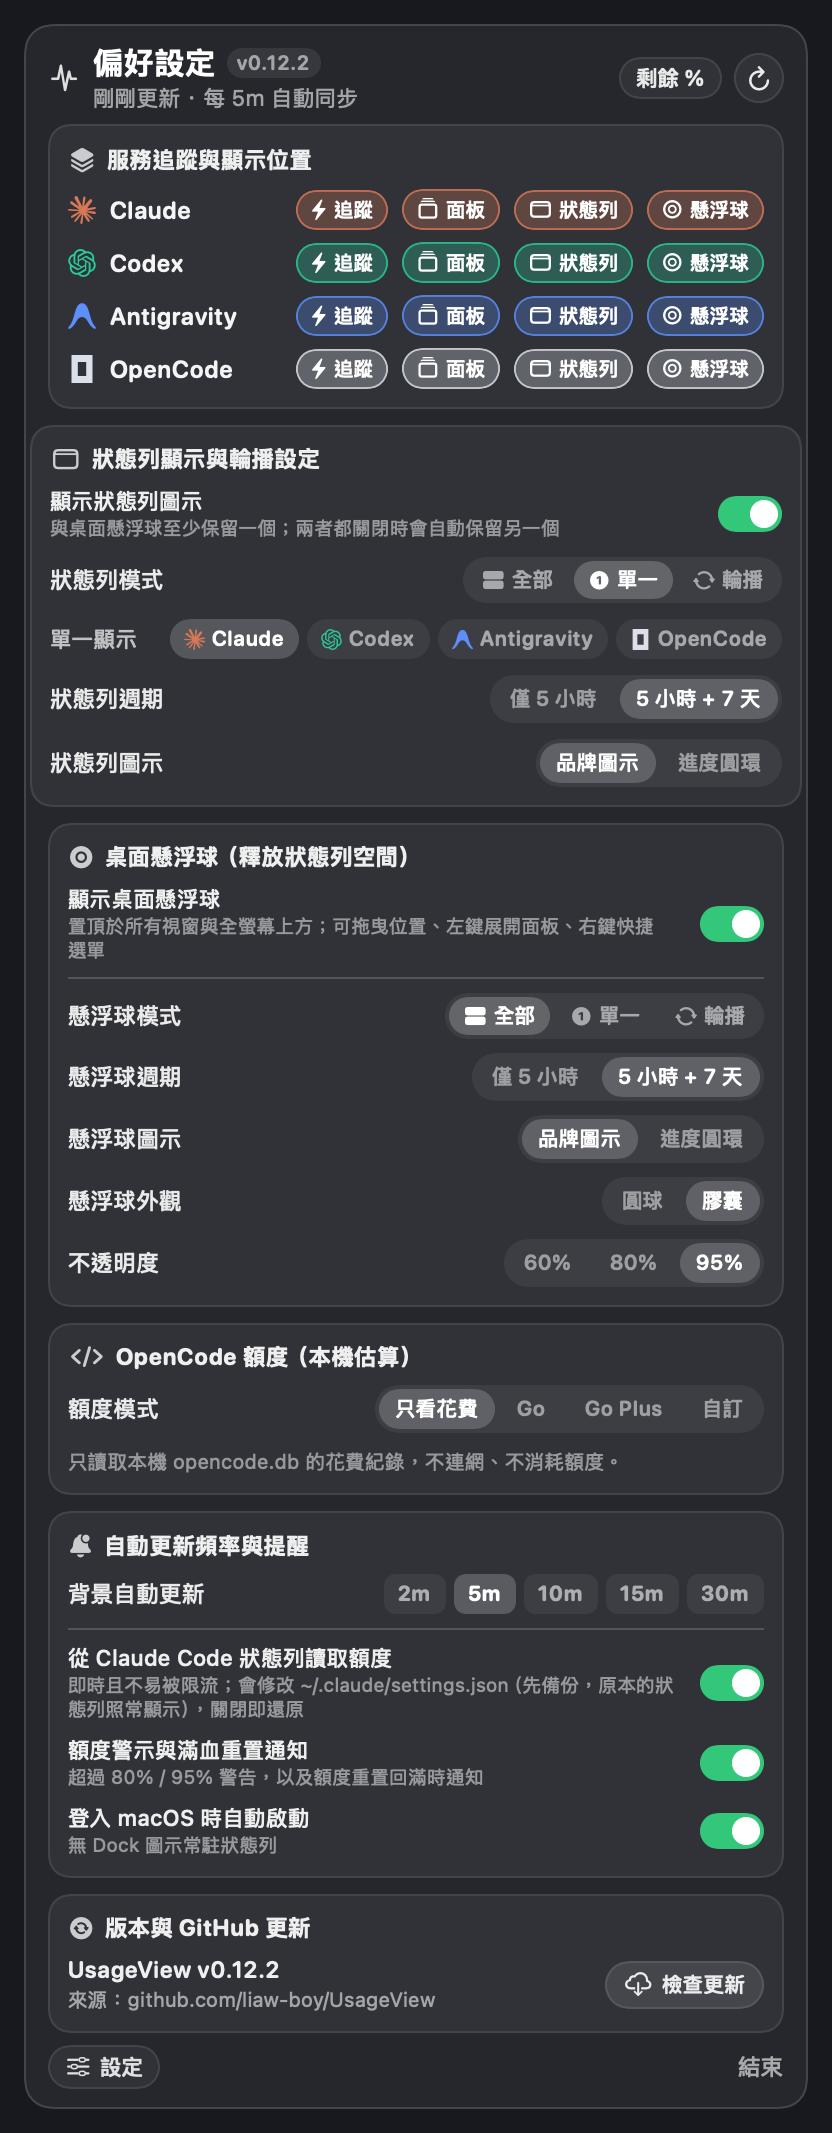 偏好設定 v0.12.2
剛剛更新・每 5m 自動同步
剩餘 %
服務追蹤與顯示位置
Claude 追蹤 面板 狀態列 懸浮球
Codex 追蹤 面板 狀態列 懸浮球
Antigravity 追蹤 面板 狀態列 懸浮球
OpenCode 追蹤 面板 狀態列 懸浮球
狀態列顯示與輪播設定
顯示狀態列圖示
與桌面懸浮球至少保留一個；兩者都關閉時會自動保留另一個
狀態列模式 全部 1 單一 輪播
單一顯示 Claude Codex Antigravity OpenCode
狀態列週期 僅 5 小時 5 小時 + 7 天
狀態列圖示 品牌圖示 進度圓環
桌面懸浮球（釋放狀態列空間）
顯示桌面懸浮球
置頂於所有視窗與全螢幕上方；可拖曳位置、左鍵展開面板、右鍵快捷
選單
懸浮球模式 全部 1 單一 輪播
懸浮球週期 僅 5 小時 5 小時 + 7 天
懸浮球圖示 品牌圖示 進度圓環
懸浮球外觀 圓球 膠囊
不透明度 60% 80% 95%
</> OpenCode 額度（本機估算）
額度模式 只看花費 Go Go Plus 自訂
只讀取本機 opencode.db 的花費紀錄，不連網、不消耗額度。
自動更新頻率與提醒
背景自動更新 2m 5m 10m 15m 30m
從 Claude Code 狀態列讀取額度
即時且不易被限流；會修改 ~/.claude/settings.json (先備份，原本的狀
態列照常顯示)，關閉即還原
額度警示與滿血重置通知
超過 80% / 95% 警告，以及額度重置回滿時通知
登入 macOS 時自動啟動
無 Dock 圖示常駐狀態列
版本與 GitHub 更新
UsageView v0.12.2
來源：github.com/liaw-boy/UsageView
檢查更新
設定 結束